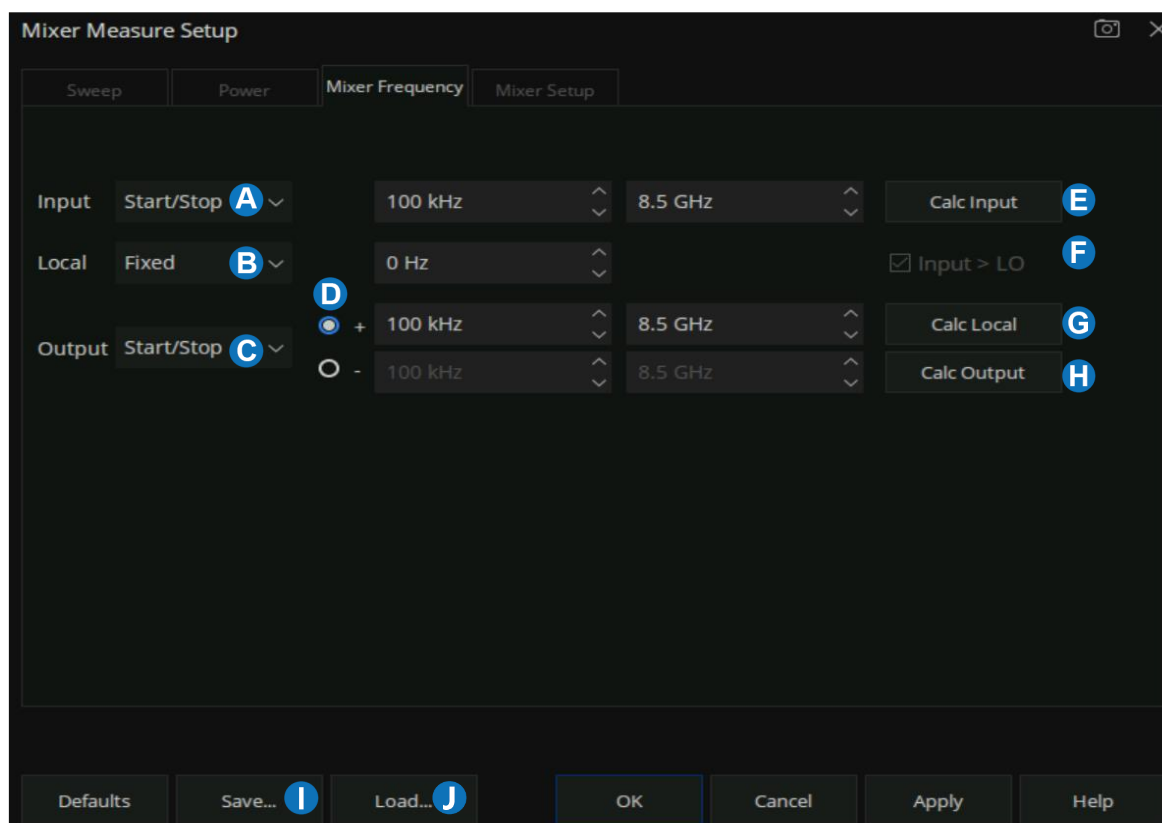 Mixer Measure Setup
Sweep Power Mixer Frequency Mixer Setup
Input Start/Stop A 100 kHz 8.5 GHz Calc Input E
Local Fixed B 0 Hz Input > LO F
D
+ 100 kHz 8.5 GHz Calc Local G
Output Start/Stop C
- 100 kHz 8.5 GHz Calc Output H
Defaults Save... I Load... J OK Cancel Apply Help